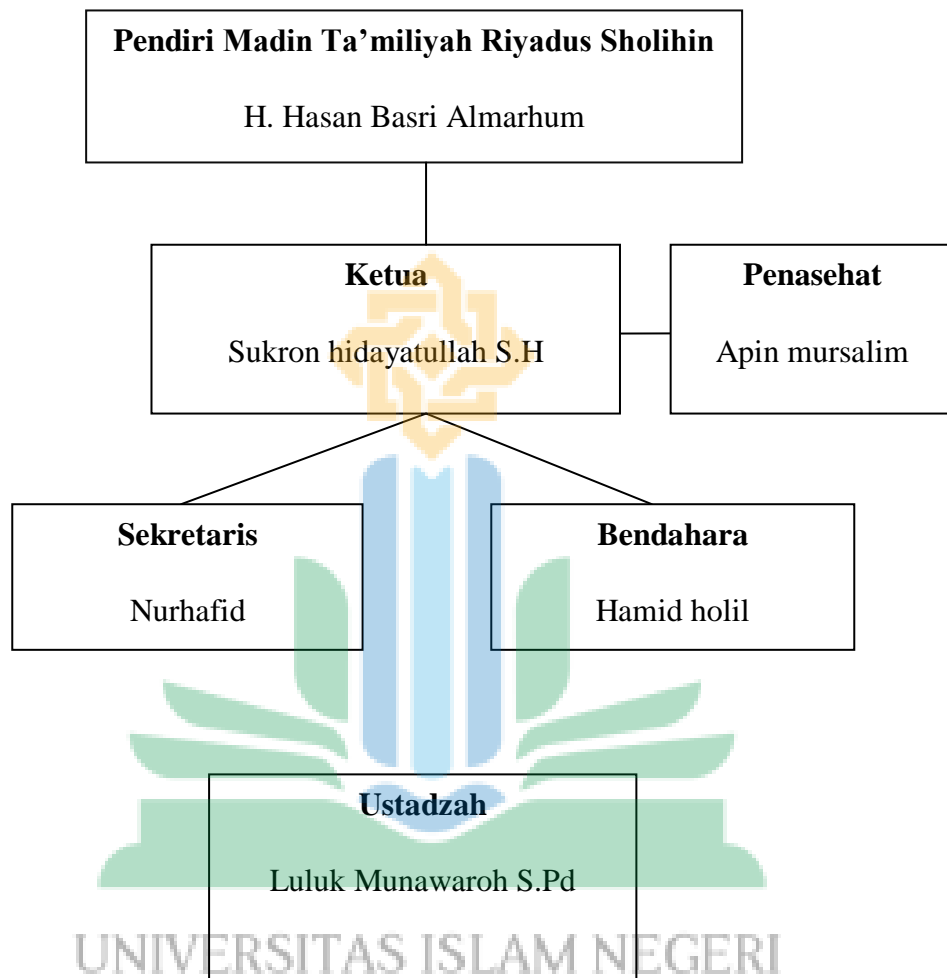 Pendiri Madin Ta’miliyah Riyadus Sholihin
H. Hasan Basri Almarhum
Ketua
Sukron hidayatullah S.H
Penasehat
Apin mursalim
Sekretaris
Nurhafid
Bendahara
Hamid holil
Ustadzah
Luluk Munawaroh S.Pd
UNIVERSITAS ISLAM NEGERI